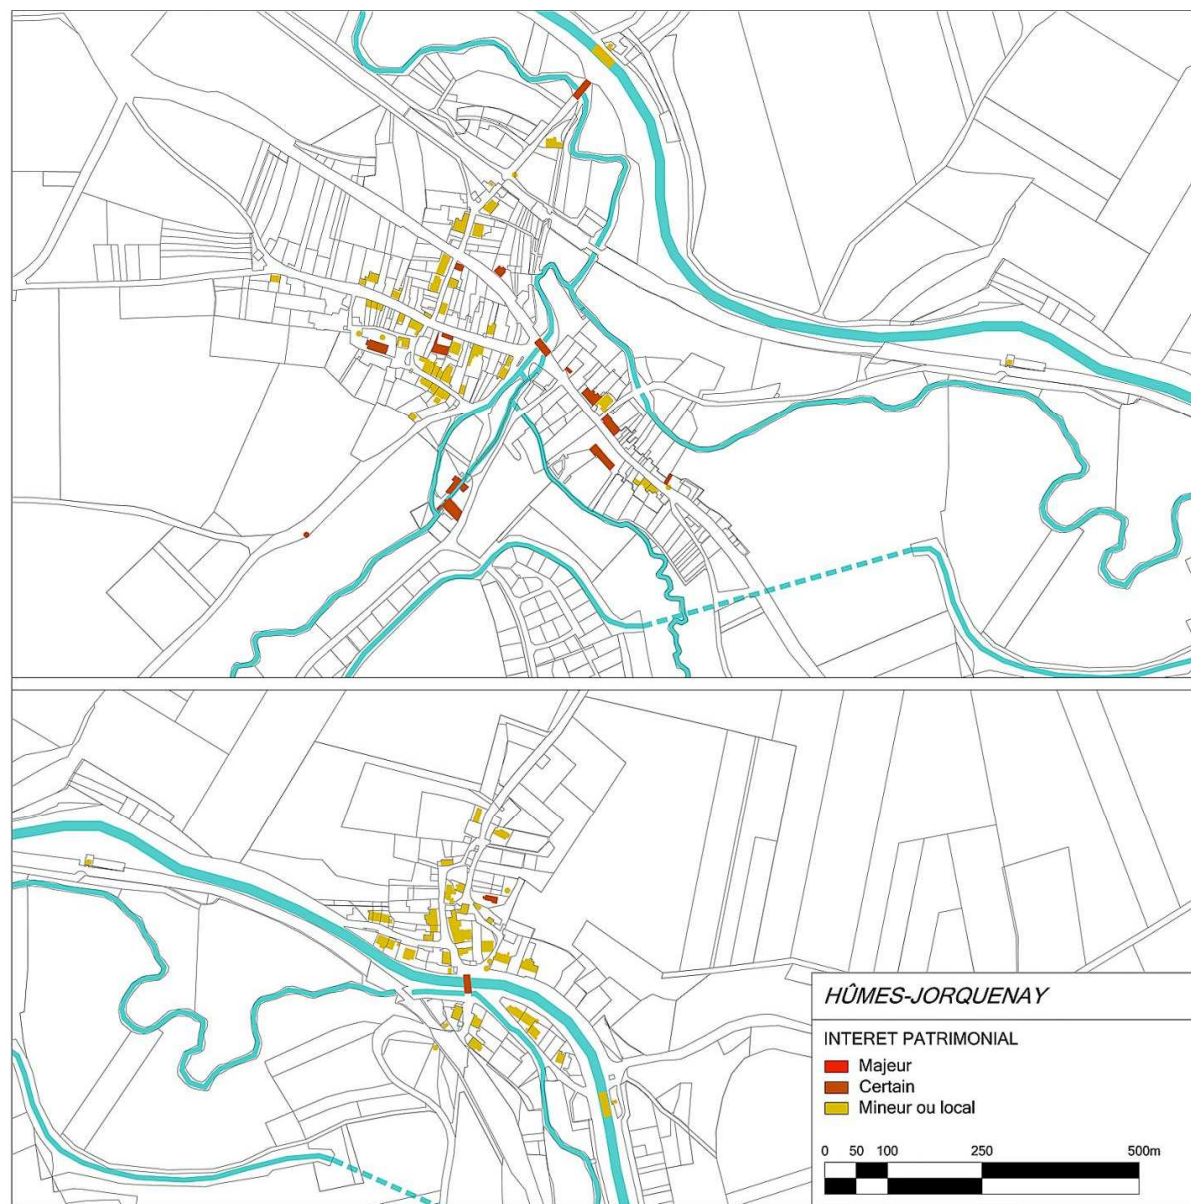 HÛMES-JORQUENAY
INTERET PATRIMONIAL
Majeur
Certain
Mineur ou local
0 50 100 250 500m